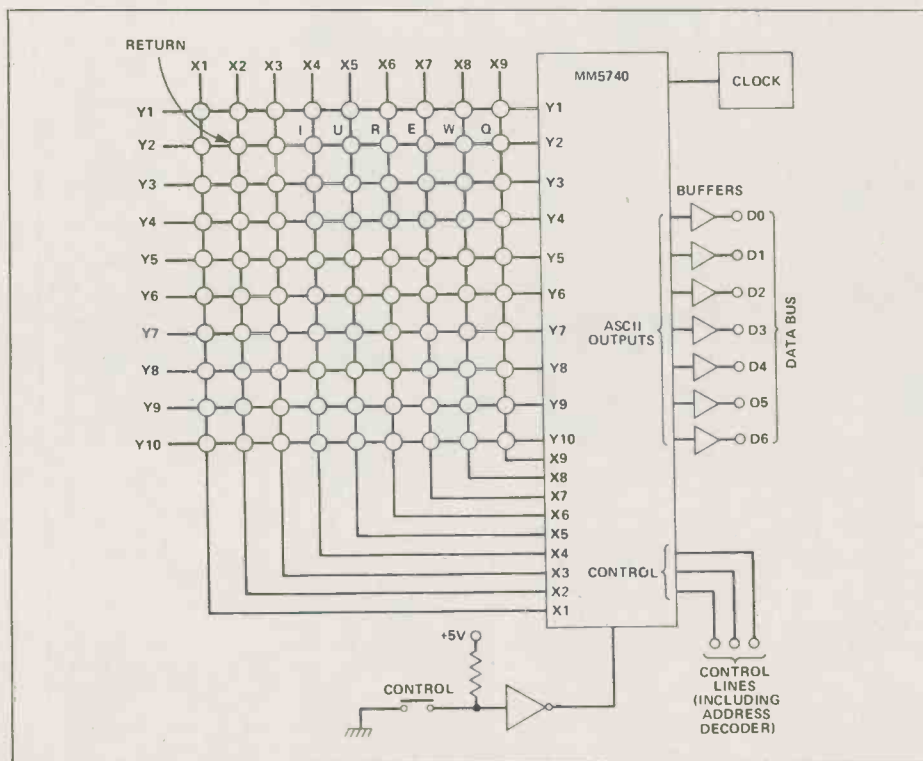 RETURN
X1 X2 X3 X4 X5 X6 X7 X8 X9
MM5740
CLOCK
Y1
Y1
I U R E W Q
Y2
Y2
Y3
Y3
BUFFERS
D0
Y4
Y4
D1
Y5
Y5
D2
Y6
Y6
ASCII
OUTPUTS
D3
DATA BUS
Y7
Y7
D4
Y8
Y8
O5
Y9
Y9
D6
Y10
Y10
X9
X8
X7
X6
X5
X4
X3
CONTROL
X2
X1
+5V
CONTROL
CONTROL
LINES
(INCLUDING
ADDRESS
DECODER)